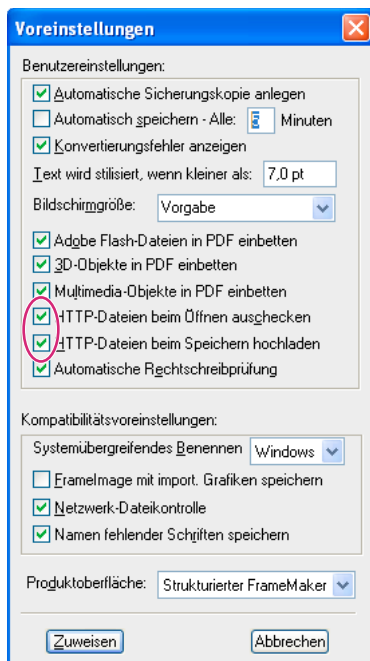 Voreinstellungen
Benutzereinstellungen:
Automatische Sicherungskopie anlegen
Automatisch speichern - Alle: 5 Minuten
Konvertierungsfehler anzeigen
Text wird stilisiert, wenn kleiner als: 7,0 pt
Bildschirmgröße: Vorgabe
Adobe Flash-Dateien in PDF einbetten
3D-Objekte in PDF einbetten
Multimedia-Objekte in PDF einbetten
HTTP-Dateien beim Öffnen auschecken
HTTP-Dateien beim Speichern hochladen
Automatische Rechtschreibprüfung
Kompatibilitätsvoreinstellungen:
Systemübergreifendes Benennen Windows
FrameImage mit import. Grafiken speichern
Netzwerk-Dateikontrolle
Namen fehlender Schriften speichern
Produktoberfläche: Strukturierter FrameMaker
Zuweisen Abbrechen